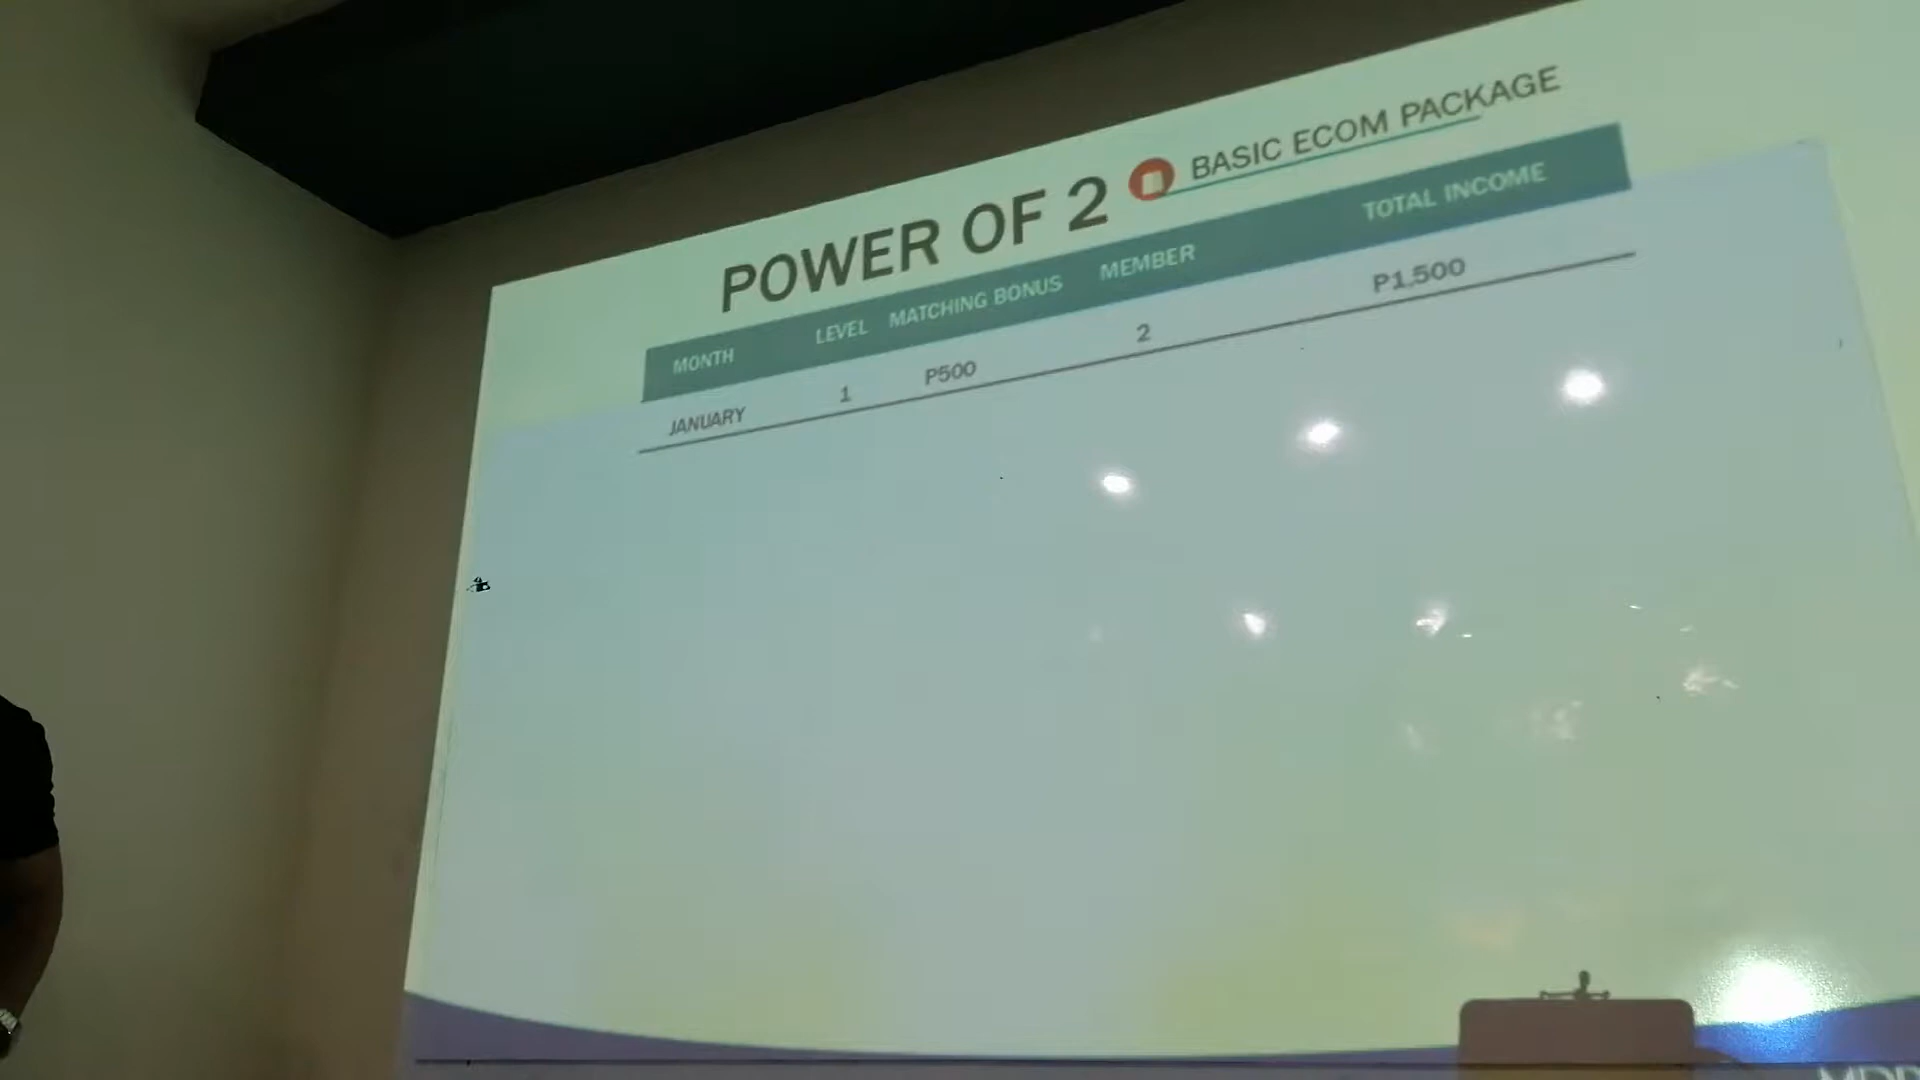 POWER OF 2 BASIC ECOM PACKAGE
MONTH LEVEL MATCHING BONUS MEMBER TOTAL INCOME
JANUARY 1 P500 2 P1,500